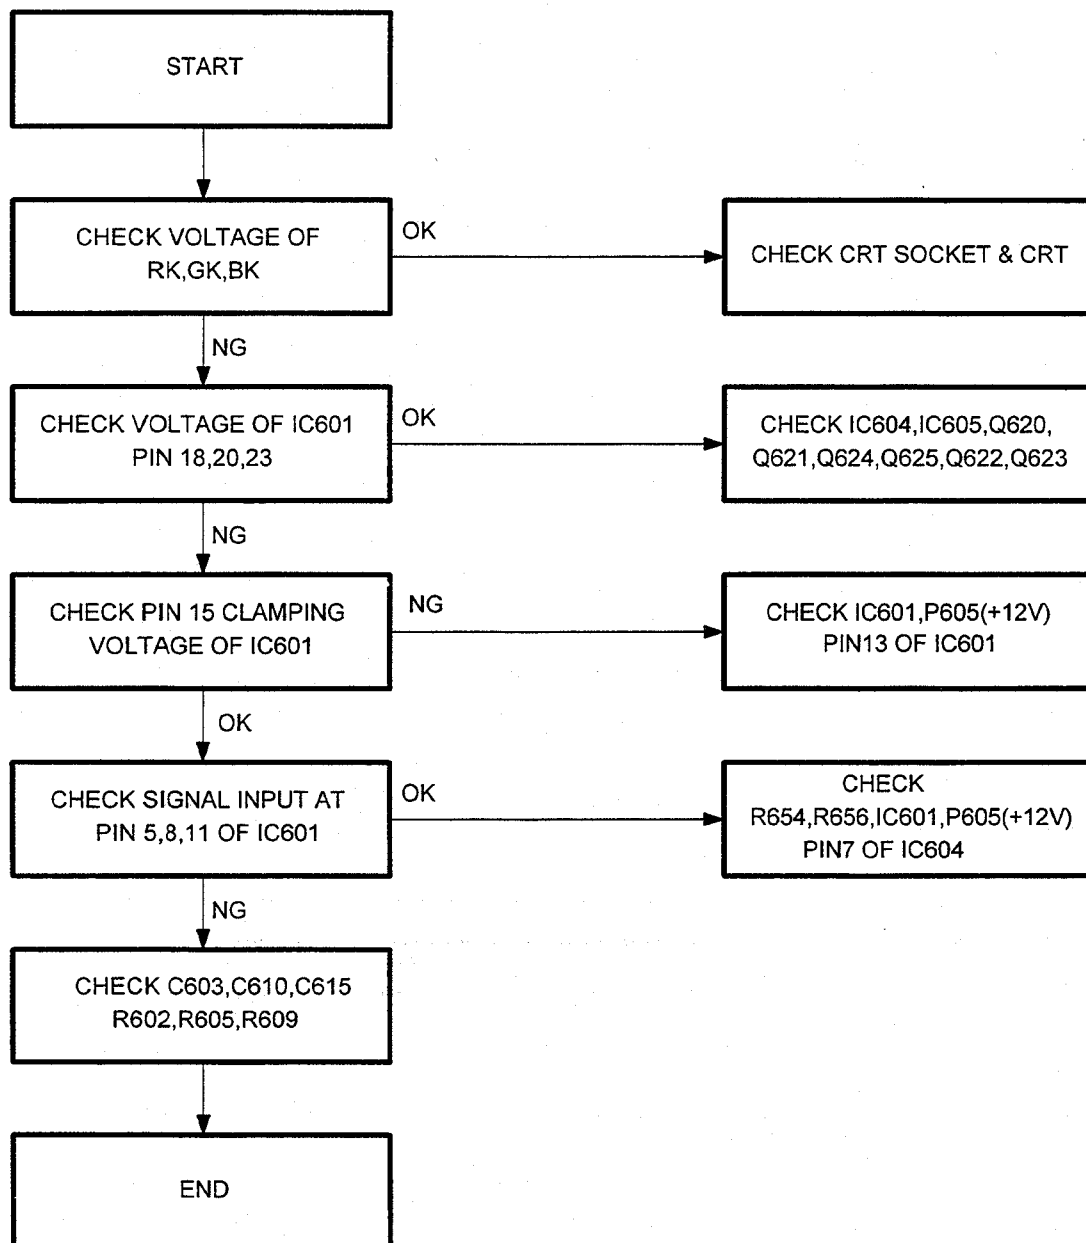 START
CHECK VOLTAGE OF
RK,GK,BK
OK
CHECK CRT SOCKET & CRT
NG
CHECK VOLTAGE OF IC601
PIN 18,20,23
OK
CHECK IC604,IC605,Q620,
Q621,Q624,Q625,Q622,Q623
NG
CHECK PIN 15 CLAMPING
VOLTAGE OF IC601
NG
CHECK IC601,P605(+12V)
PIN13 OF IC601
OK
CHECK SIGNAL INPUT AT
PIN 5,8,11 OF IC601
OK
CHECK
R654,R656,IC601,P605(+12V)
PIN7 OF IC604
NG
CHECK C603,C610,C615
R602,R605,R609
END